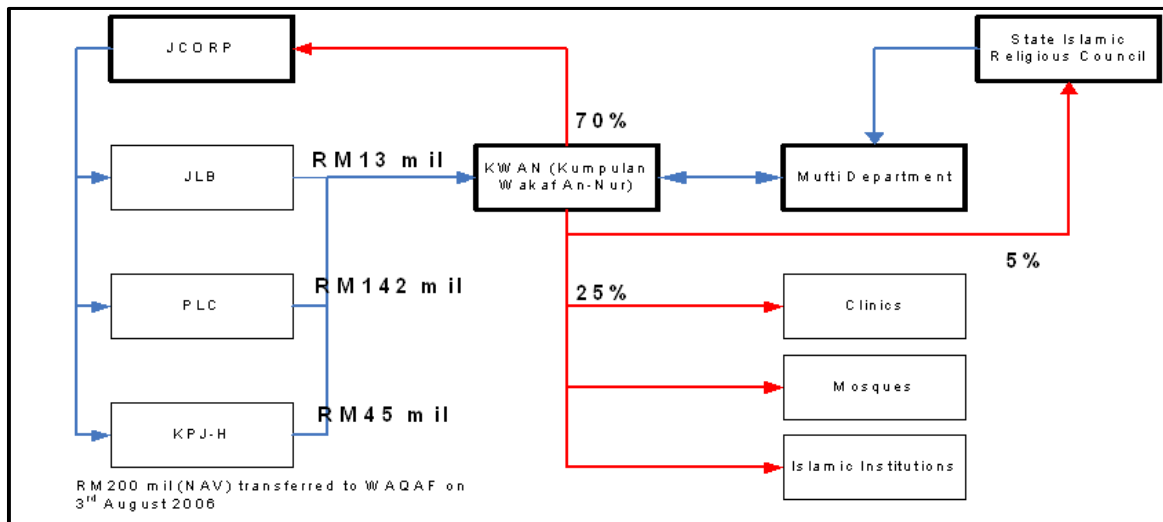 JCORP
State Islamic
Religious Council
70%
RM13 mil
JLB
KWAN (Kumpulan
Wakaf An-Nur)
Mufti Department
5%
RM142 mil
PLC
25%
Clinics
Mosques
RM45 mil
KPJ-H
Islamic Institutions
RM200 mil (NAV) transferred to WAQAF on
3rd August 2006